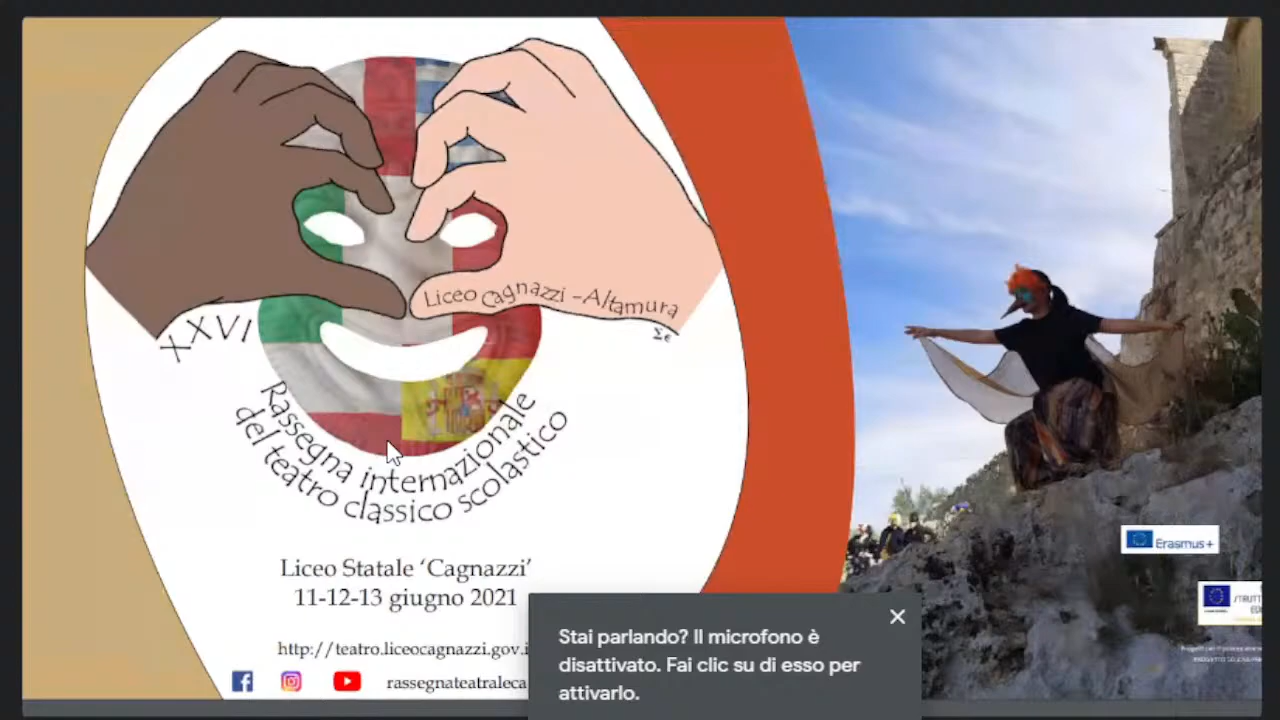 Liceo Cagnazzi - Altamura
Σε
XXVI
Rassegna internazionale
del teatro classico scolastico
Liceo Statale ‘Cagnazzi’
11-12-13 giugno 2021
http://teatro.liceocagnazzi.gov.i
rassegnateatraleca
Stai parlando? Il microfono è
disattivato. Fai clic su di esso per
attivarlo.
Erasmus+